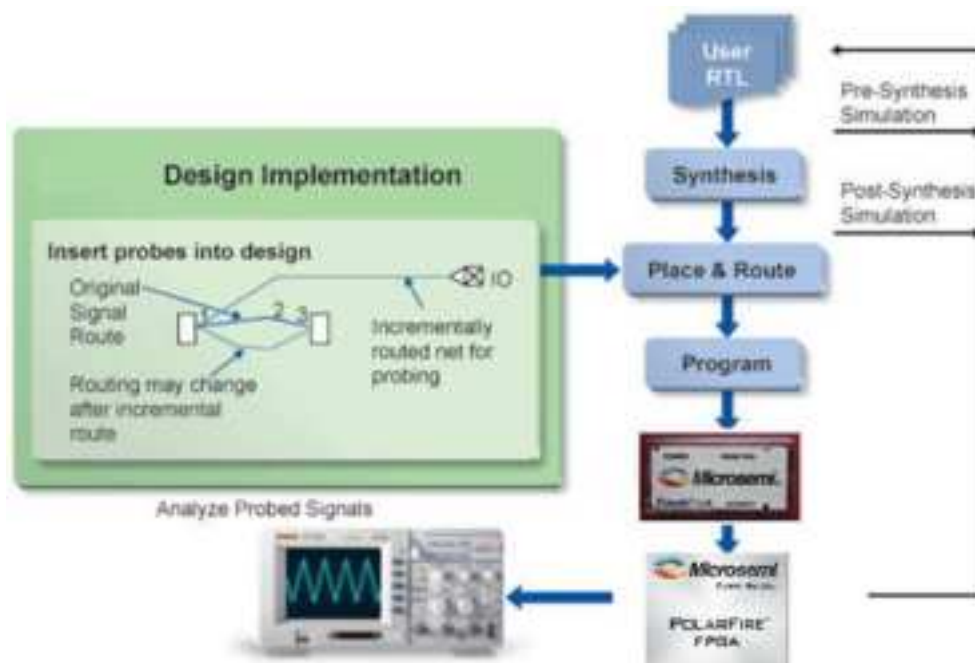 User
RTL
Pre-Synthesis
Simulation
Synthesis
Post-Synthesis
Simulation
Design Implementation
Insert probes into design
Original
Signal
Route
1
2
3
IO
Incrementally
routed net for
probing
Routing may change
after incremental
route
Place & Route
Program
Microsemi
Analyze Probed Signals
Microsemi
POLARFIRE
FPGA